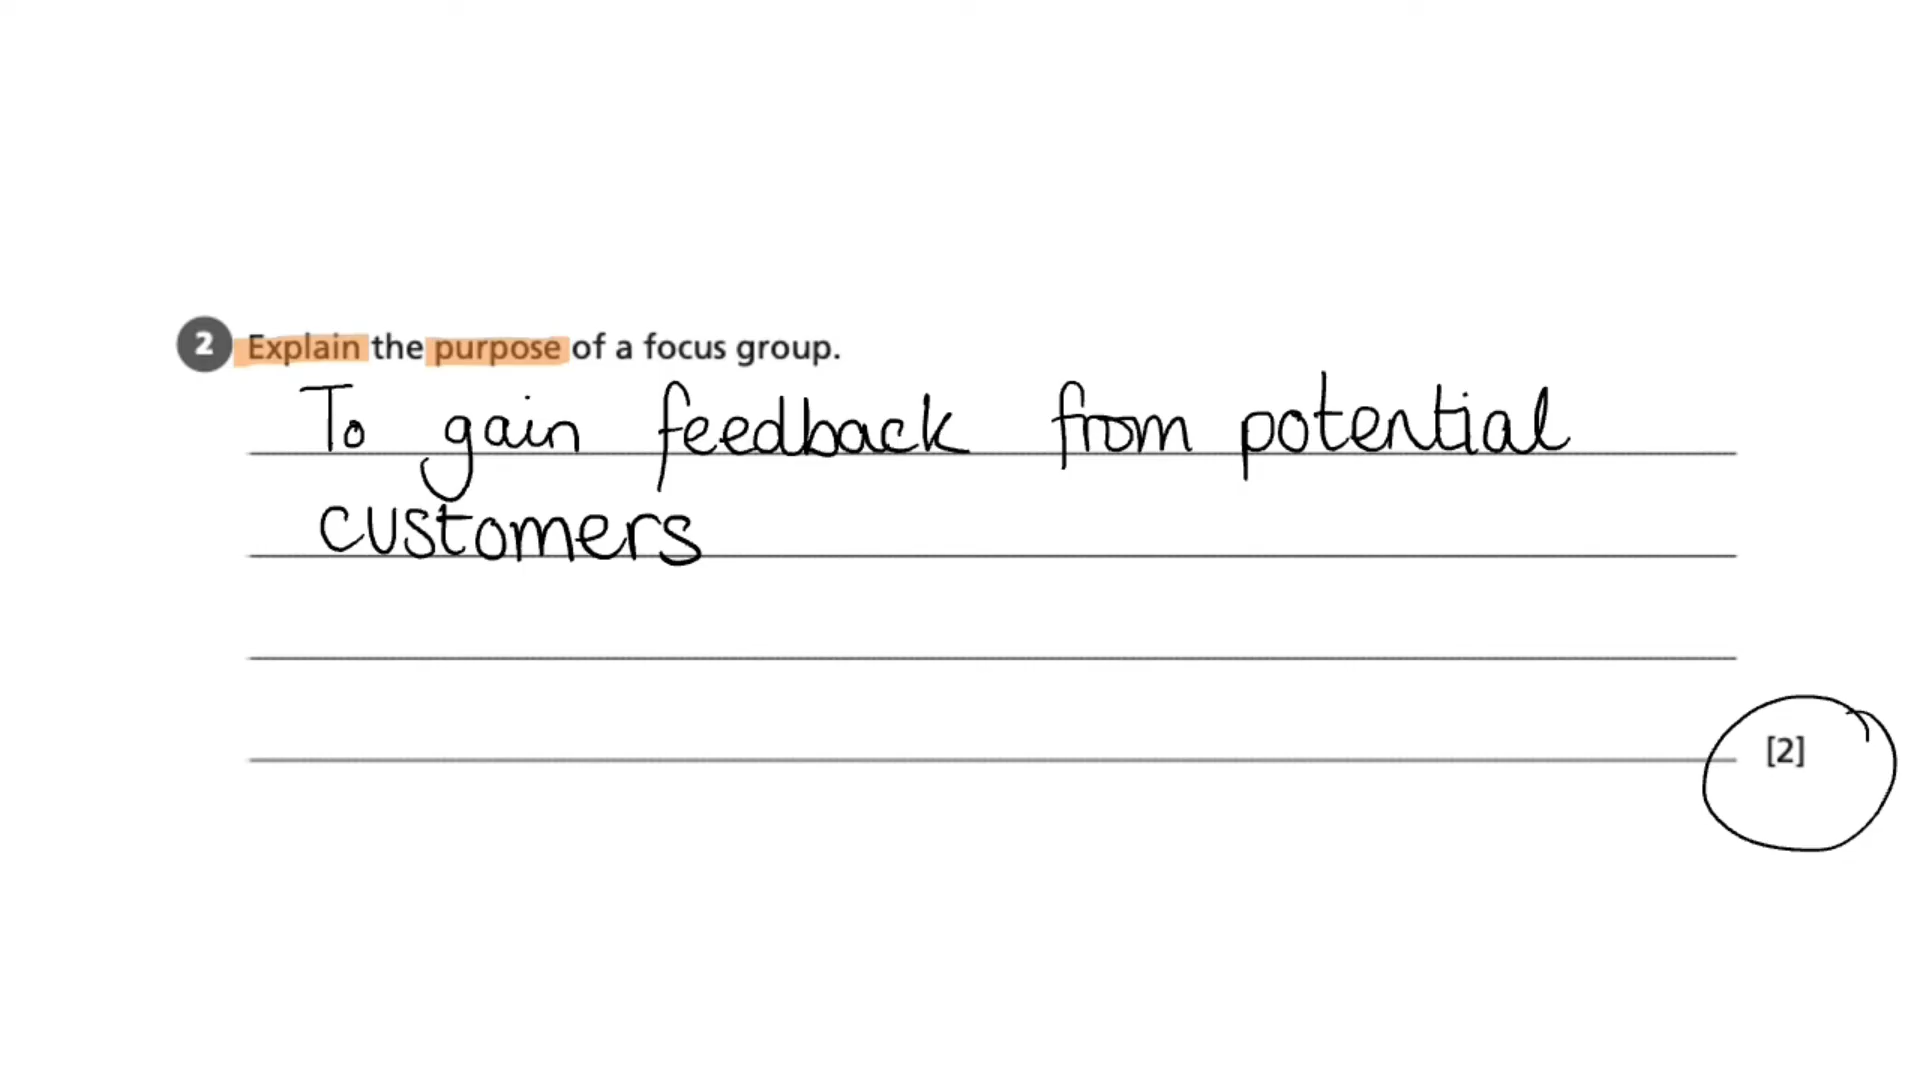 2 Explain the purpose of a focus group.
To gain feedback from potential
customers
[2]